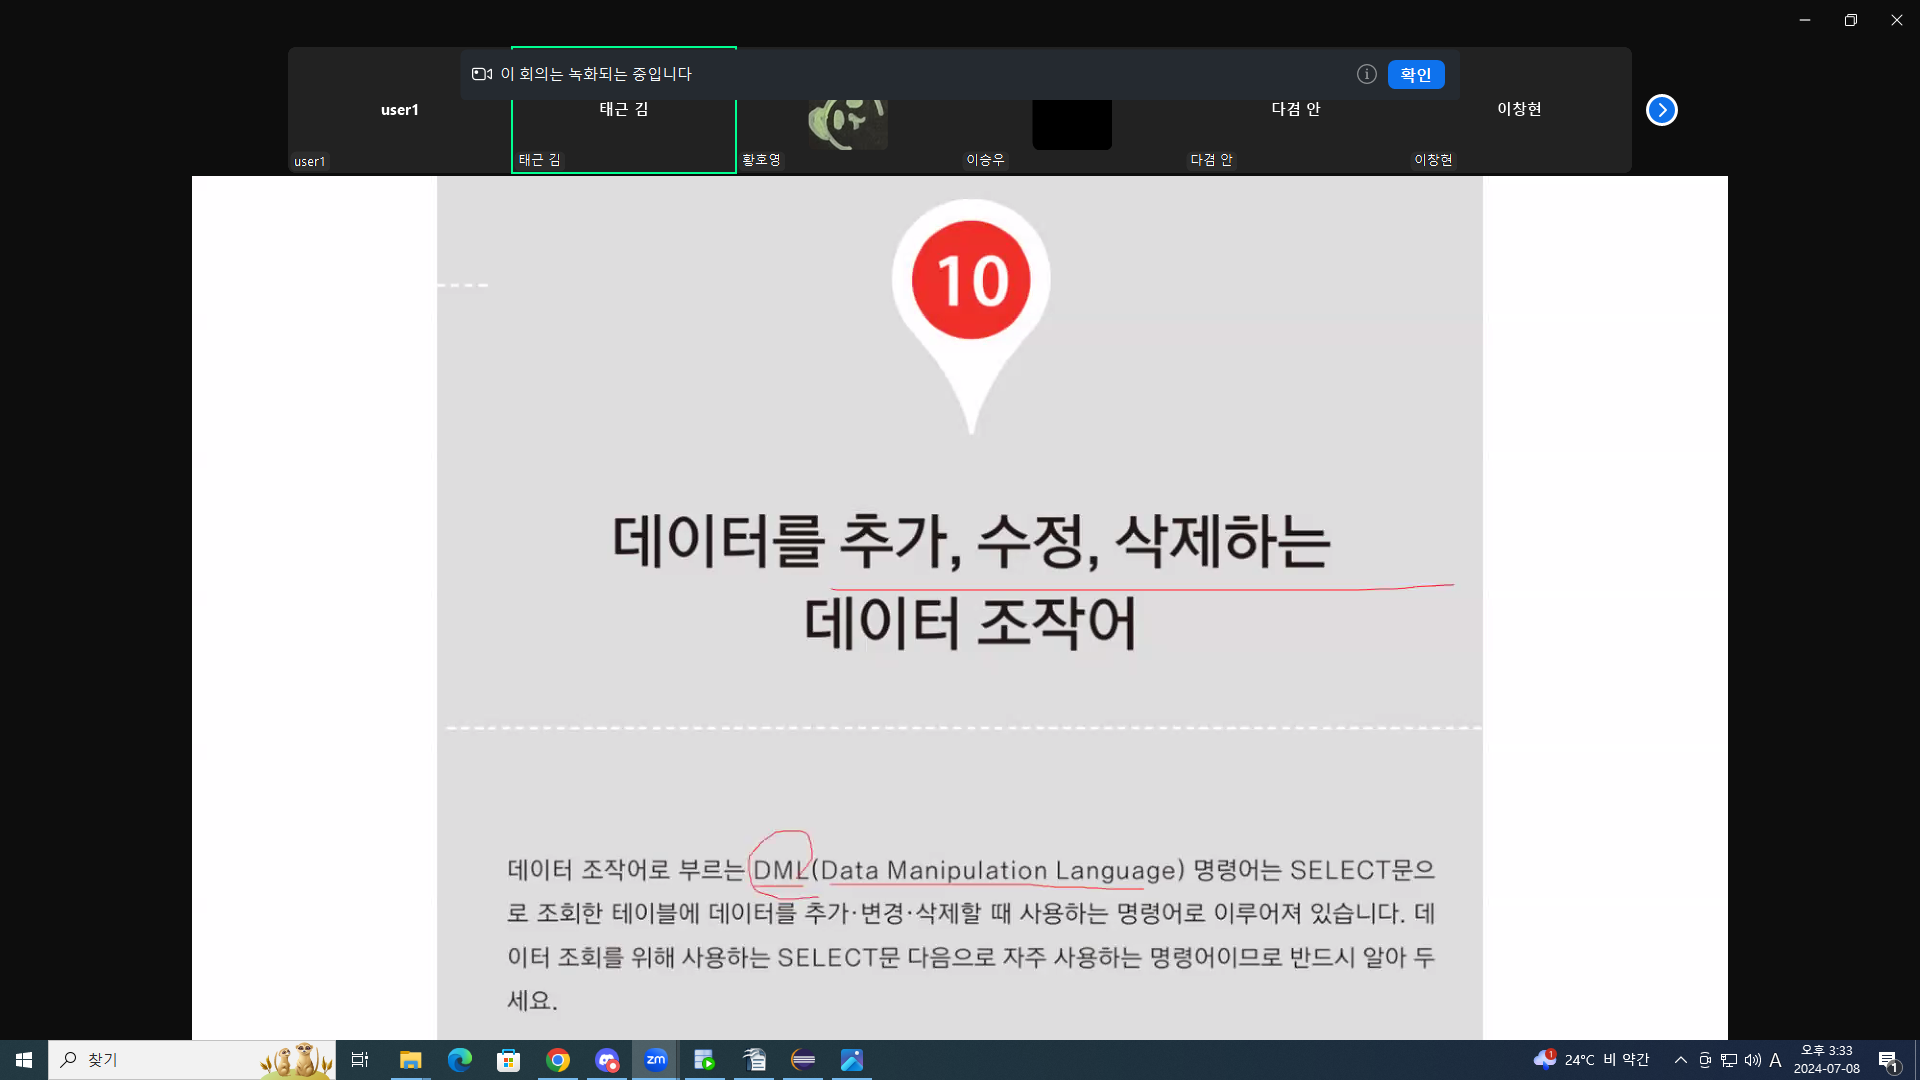 이 회의는 녹화되는 중입니다
확인
user1
태근 김
다겸 안
이창현
user1
태근 김
황호영
이승우
다겸 안
이창현
10
데이터를 추가, 수정, 삭제하는
데이터 조작어
데이터 조작어로 부르는 DML(Data Manipulation Language) 명령어는 SELECT문으
로 조회한 테이블에 데이터를 추가·변경·삭제할 때 사용하는 명령어로 이루어져 있습니다. 데
이터 조회를 위해 사용하는 SELECT문 다음으로 자주 사용하는 명령어이므로 반드시 알아 두
세요.
찾기
zm
1
24°C 비 약간
A
오후 3:33
2024-07-08
1